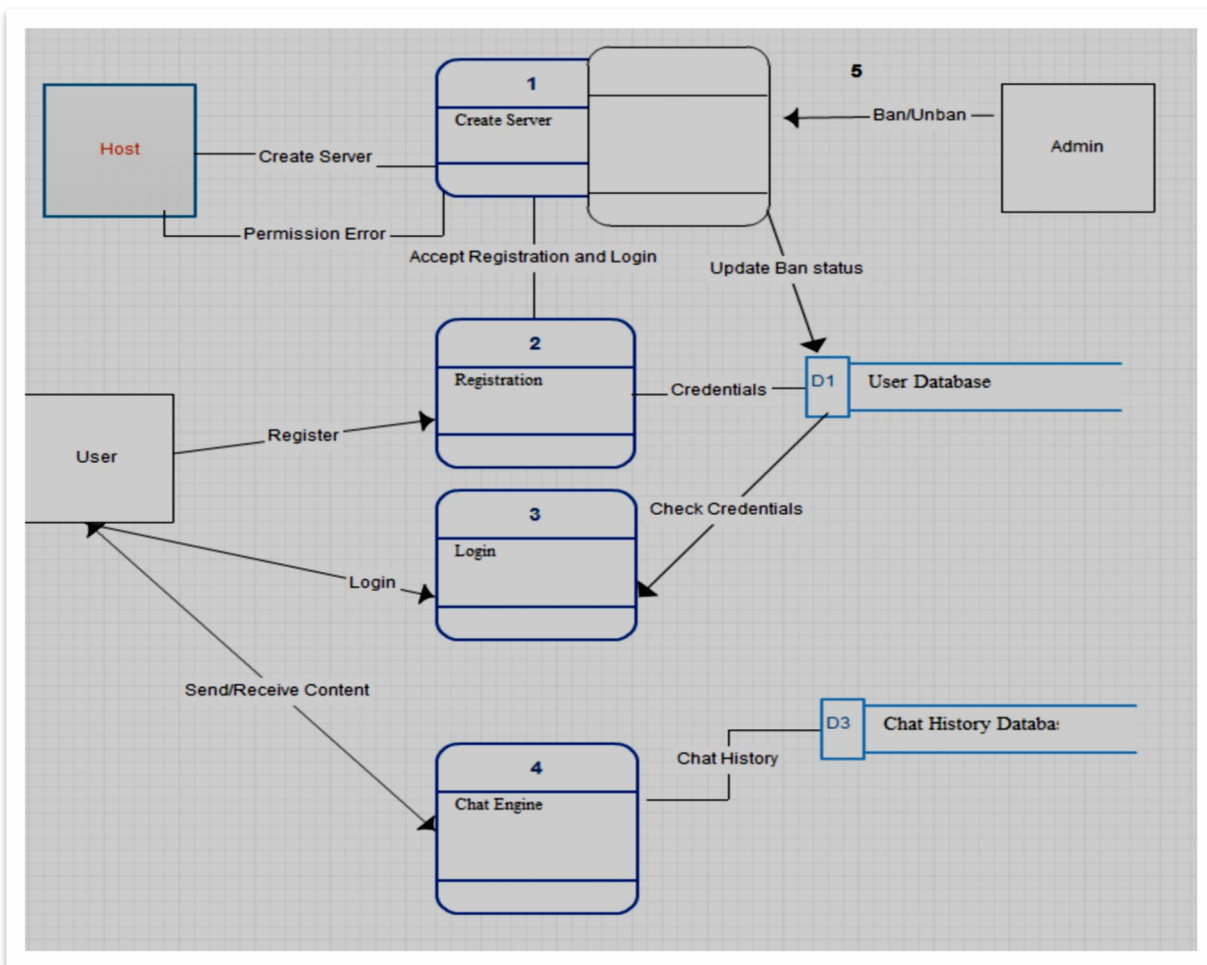 1
5
Create Server
Ban/Unban
Host
Admin
Create Server
Permission Error
Accept Registration and Login
Update Ban status
2
Registration
Credentials
D1
User Database
Register
User
3
Check Credentials
Login
Login
Send/Receive Content
D3
Chat History Databa
Chat History
4
Chat Engine